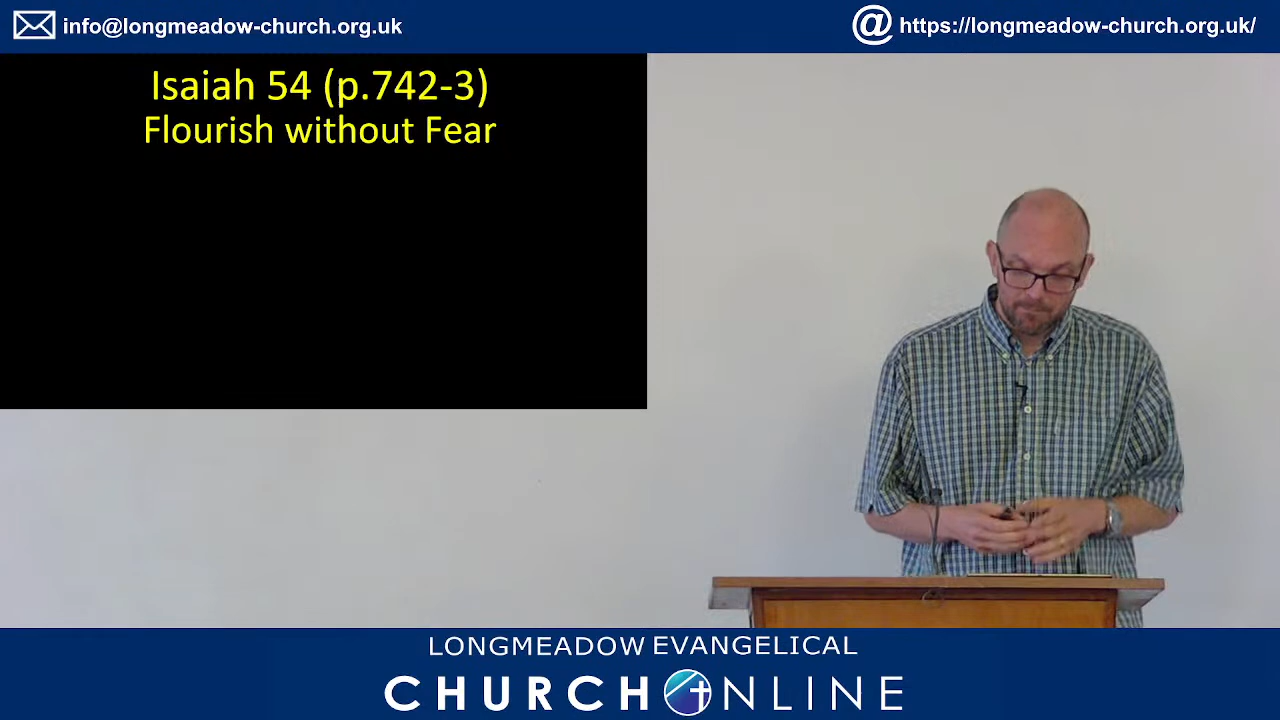 info@longmeadow-church.org.uk
https://longmeadow-church.org.uk/
Isaiah 54 (p.742-3)
Flourish without Fear
LONGMEADOW EVANGELICAL
CHURCH ONLINE